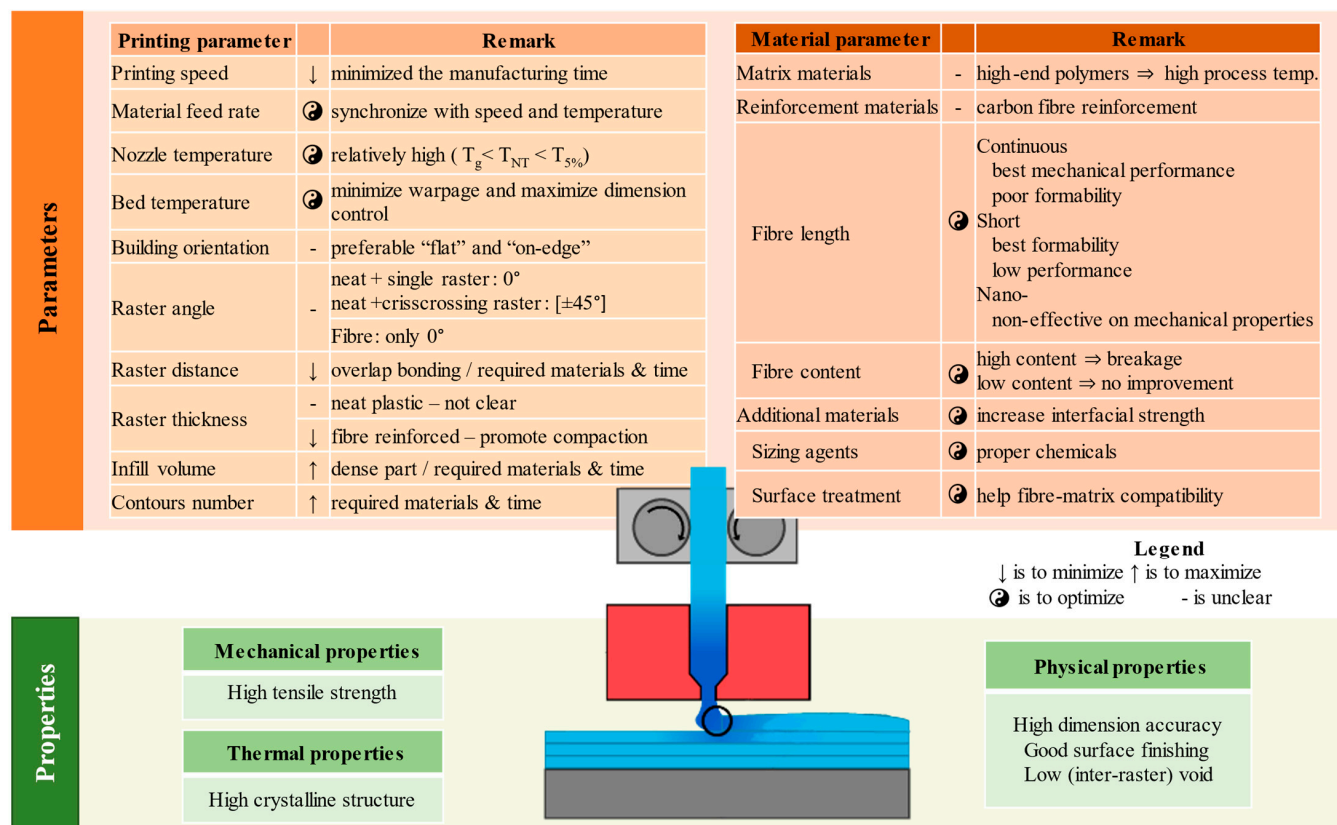 Parameters
Printing parameter Remark
Printing speed ↓ minimized the manufacturing time
Material feed rate ☯ synchronize with speed and temperature
Nozzle temperature ☯ relatively high ( Tg< TNT < T5%)
Bed temperature ☯ minimize warpage and maximize dimension
control
Building orientation - preferable “flat” and “on-edge”
Raster angle - neat + single raster : 0°
neat +crisscrossing raster : [±45°]
Fibre : only 0°
Raster distance ↓ overlap bonding / required materials & time
Raster thickness - neat plastic – not clear
↓ fibre reinforced – promote compaction
Infill volume ↑ dense part / required materials & time
Contours number ↑ required materials & time
Material parameter Remark
Matrix materials - high-end polymers ⇒ high process temp.
Reinforcement materials - carbon fibre reinforcement
Fibre length ☯ Continuous
best mechanical performance
poor formability
Short
best formability
low performance
Nano-
non-effective on mechanical properties
Fibre content ☯ high content ⇒ breakage
low content ⇒ no improvement
Additional materials ☯ increase interfacial strength
Sizing agents ☯ proper chemicals
Surface treatment ☯ help fibre-matrix compatibility
Legend
↓ is to minimize ↑ is to maximize
☯ is to optimize - is unclear
Properties
Mechanical properties
High tensile strength
Thermal properties
High crystalline structure
Physical properties
High dimension accuracy
Good surface finishing
Low (inter-raster) void